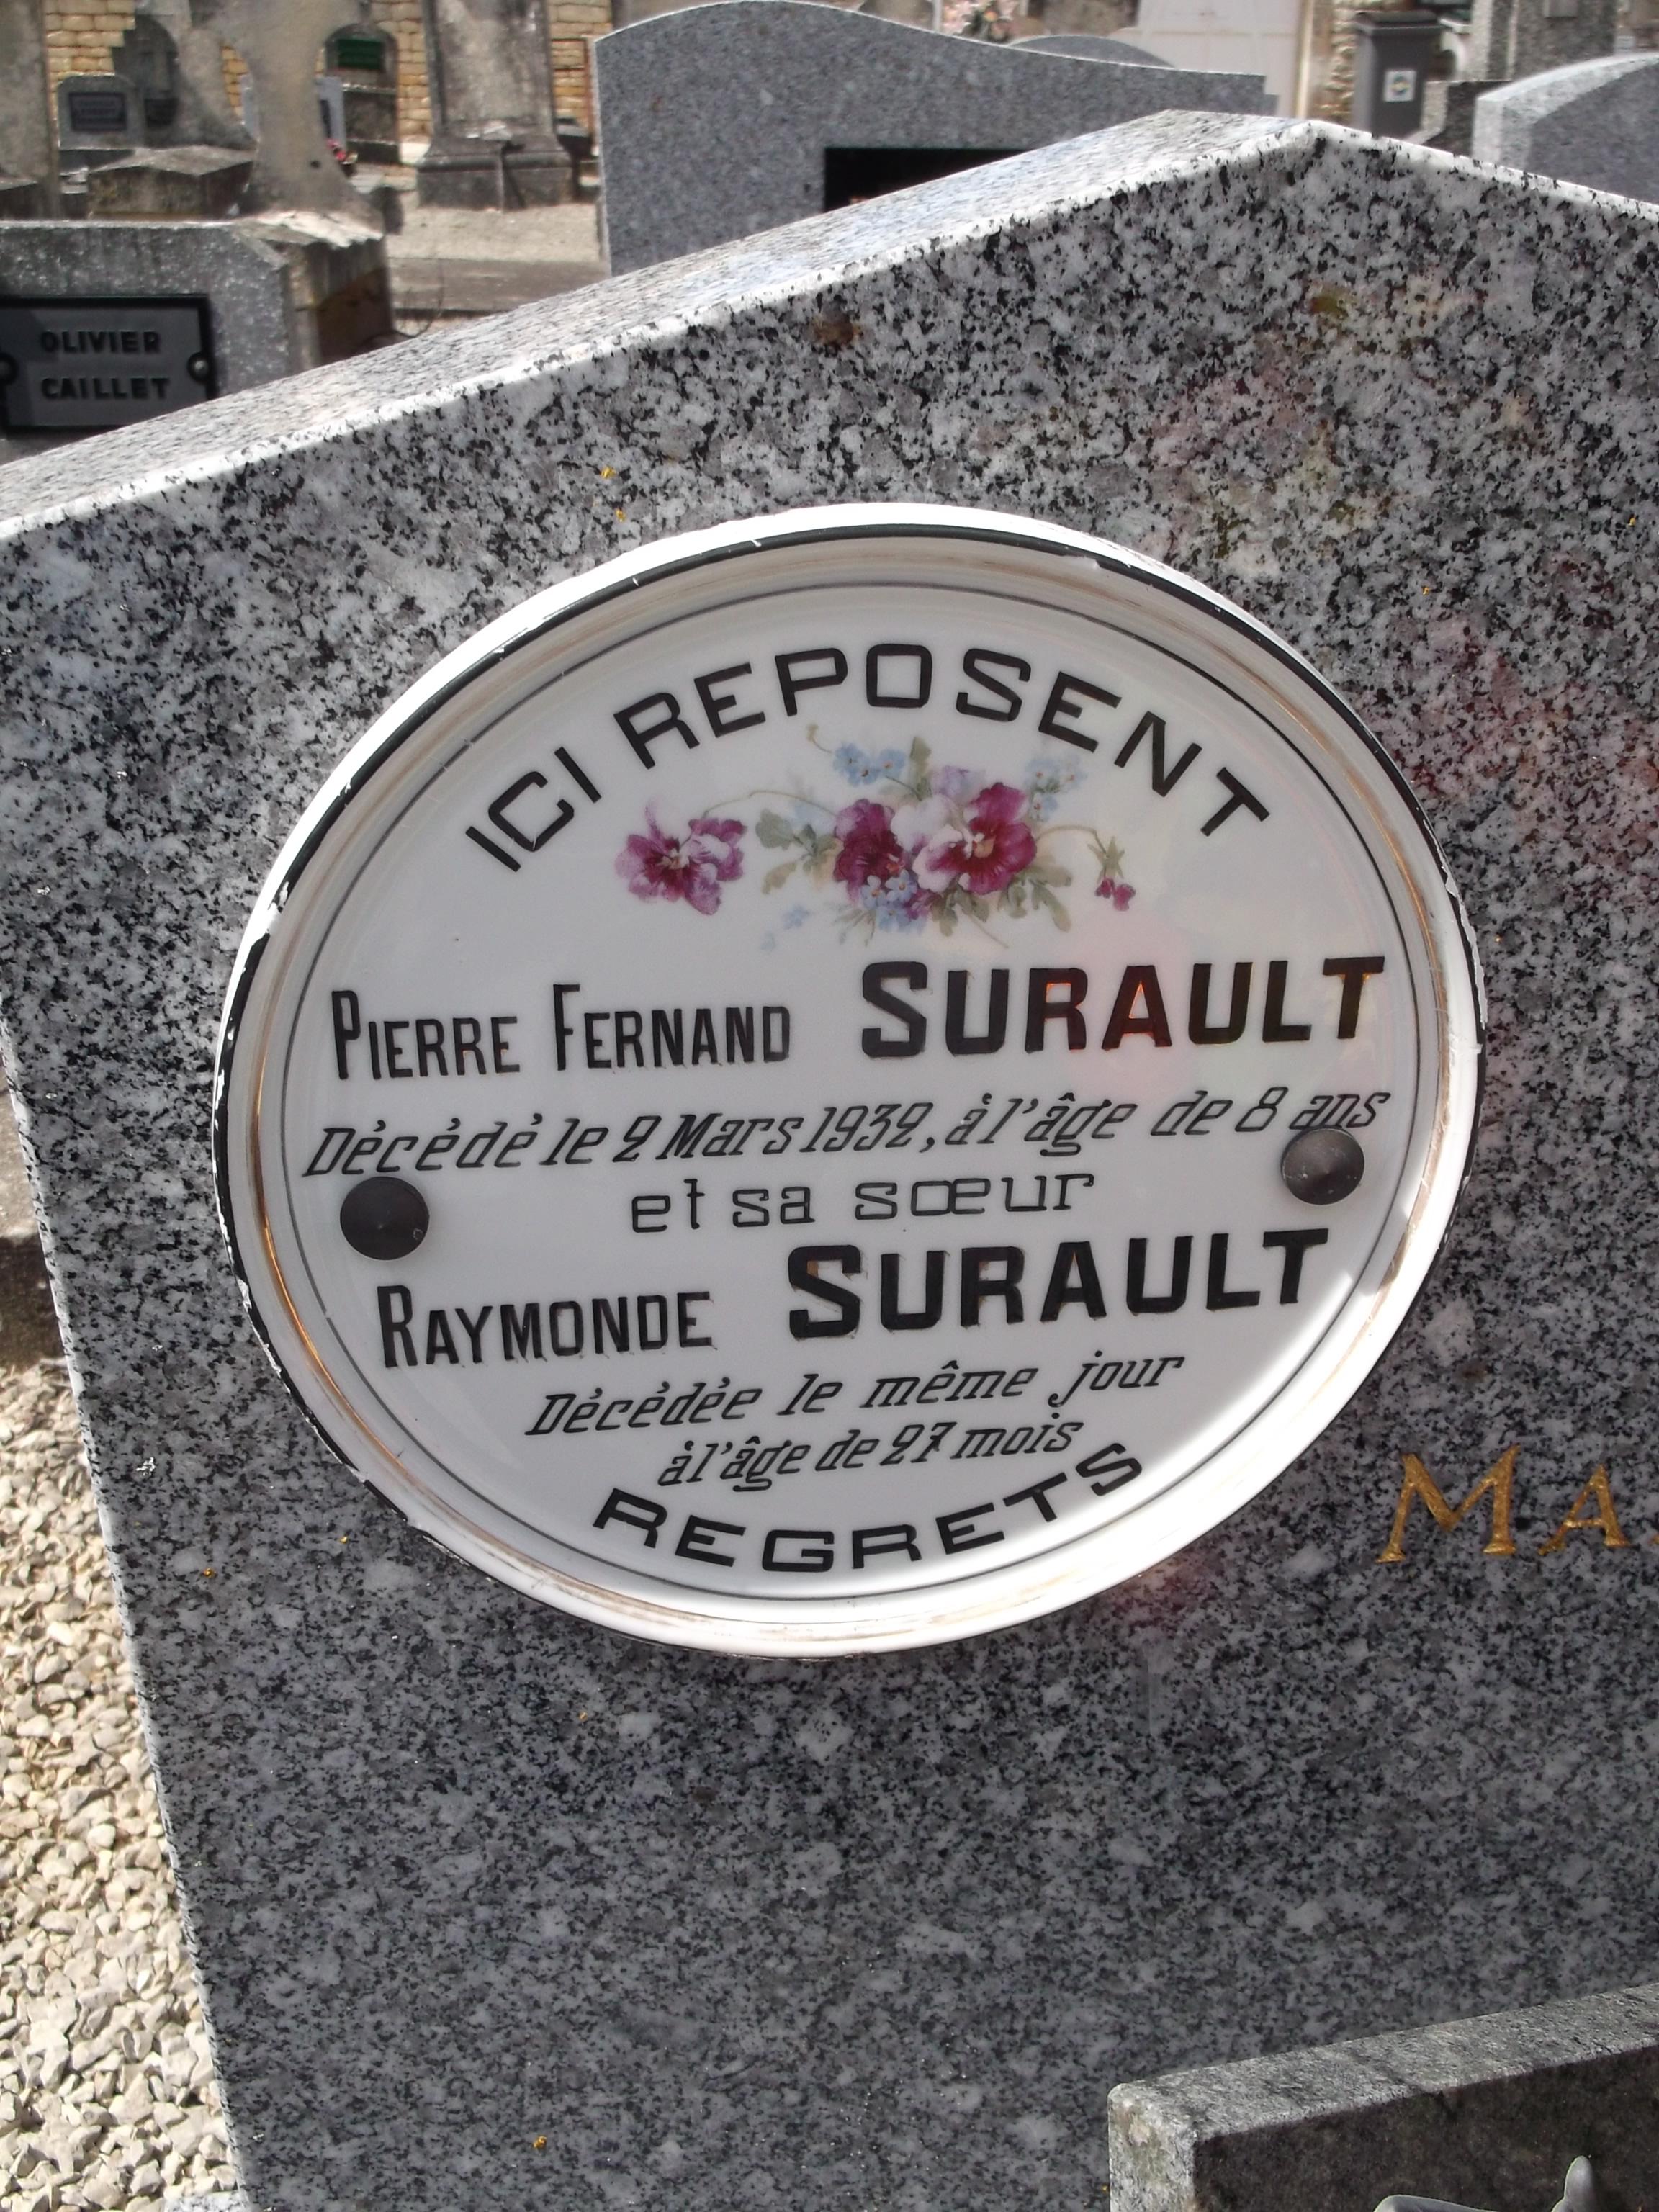 OLIVIER
CAILLET
ICI REPOSENT
PIERRE FERNAND SURAULT
Décédé le 2 Mars 1932, à l'âge de 8 ans
et sa sœur
RAYMONDE SURAULT
Décédée le même jour
à l'âge de 27 mois
REGRETS